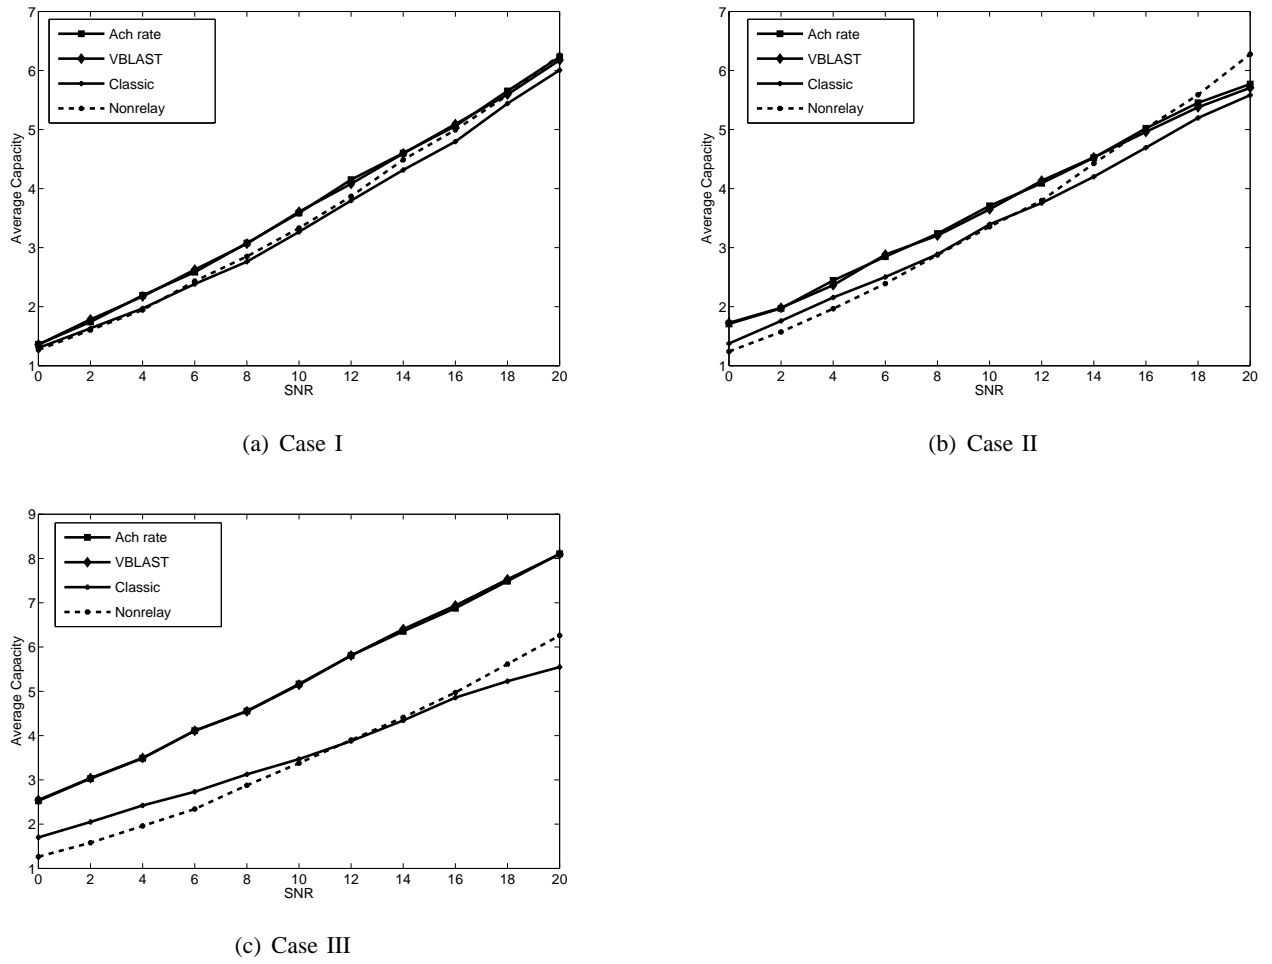 7
6
5
4
3
2
1
Average Capacity
Ach rate
VBLAST
Classic
Nonrelay
0 2 4 6 8 10 12 14 16 18 20
SNR
(a) Case I
7
6
5
4
3
2
1
Average Capacity
Ach rate
VBLAST
Classic
Nonrelay
0 2 4 6 8 10 12 14 16 18 20
SNR
(b) Case II
9
8
7
6
5
4
3
2
1
Average Capacity
Ach rate
VBLAST
Classic
Nonrelay
0 2 4 6 8 10 12 14 16 18 20
SNR
(c) Case III